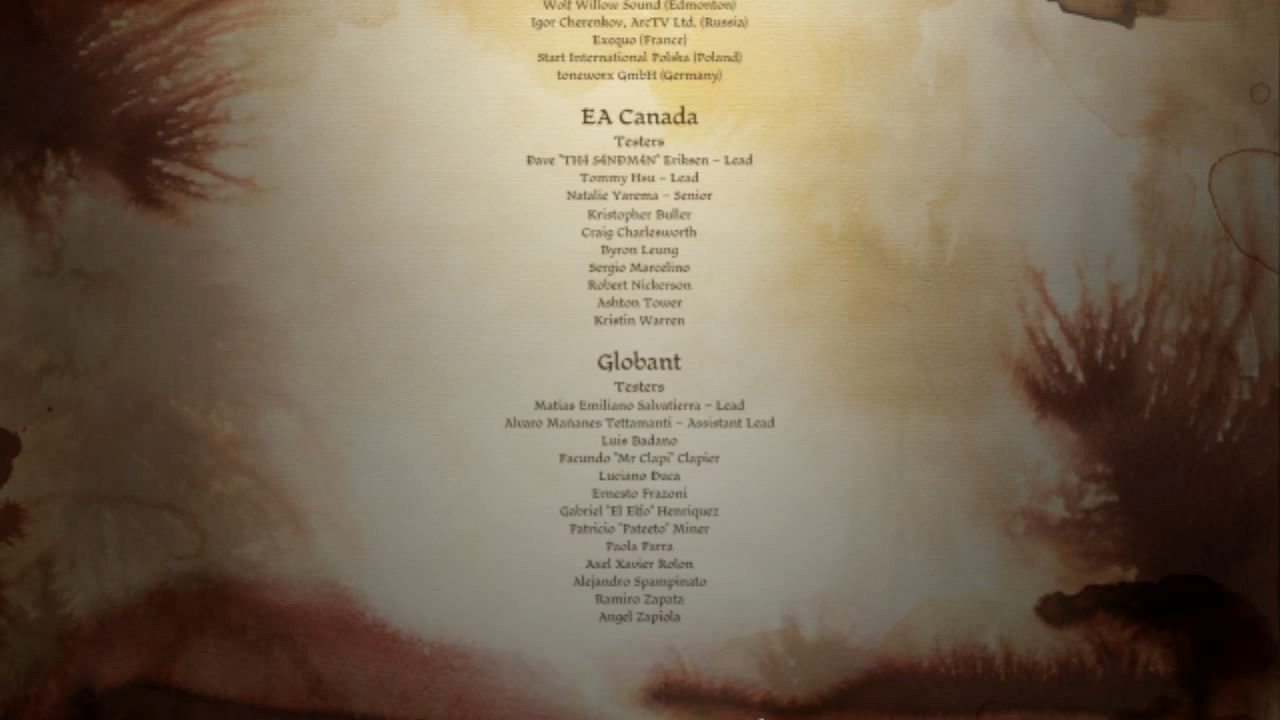 Wolf Willow Sound (Edmonton)
Igor Cherenkov, ArcTV Ltd. (Russia)
Exequo (France)
Start International Polska (Poland)
toneworx GmbH (Germany)
EA Canada
Testers
Dave "TH4 S4NDM4N" Eriksen – Lead
Tommy Hsu – Lead
Natalie Yarema – Senior
Kristopher Buller
Craig Charlesworth
Byron Leung
Sergio Marcelino
Robert Nickerson
Ashton Tower
Kristin Warren
Globant
Testers
Matias Emiliano Salvatierra – Lead
Alvaro Mañanes Tettamanti – Assistant Lead
Luis Badano
Facundo "Mr Clapi" Clapier
Luciano Duca
Ernesto Frazoni
Gabriel "El Elfo" Henriquez
Patricio "Pateeto" Miner
Paola Parra
Axel Xavier Rolon
Alejandro Spampinato
Ramiro Zapata
Angel Zapiola